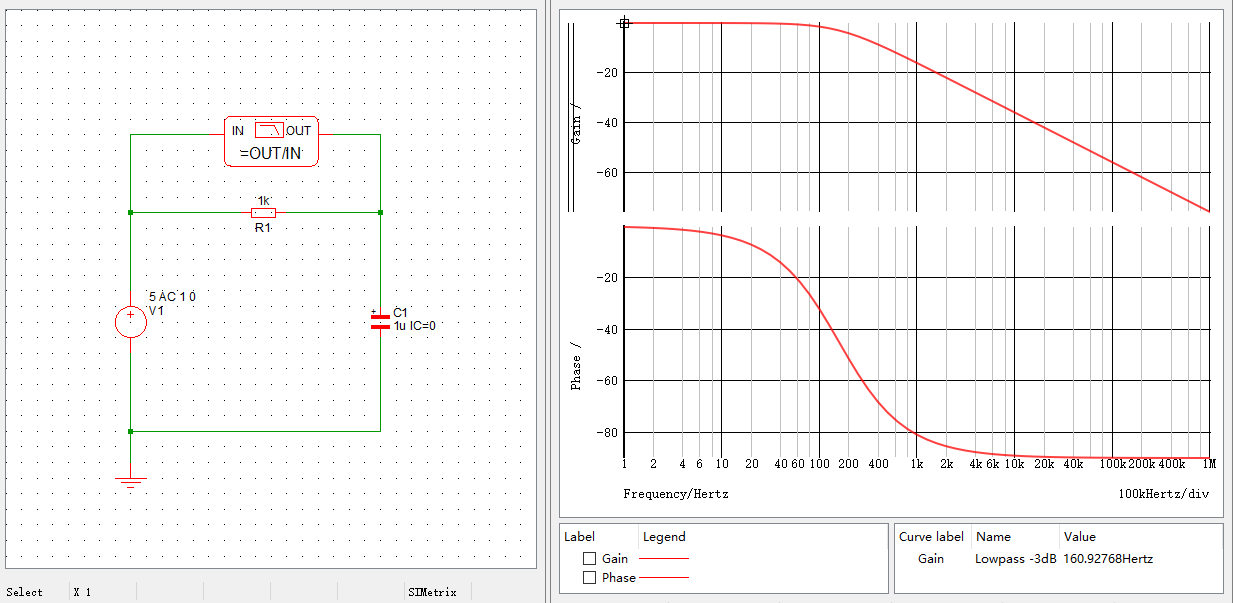 IN OUT
=OUT/IN
1k
R1
5 AC 1 0
V1
C1
1u IC=0
Select X 1 SIMetrix
Gain /
-20
-40
-60
Phase /
-20
-40
-60
-80
1 2 4 6 10 20 40 60 100 200 400 1k 2k 4k 6k 10k 20k 40k 100k 200k 400k 1M
Frequency/Hertz 100kHertz/div
Label Legend
Gain
Phase
Curve label Name Value
Gain Lowpass -3dB 160.92768Hertz